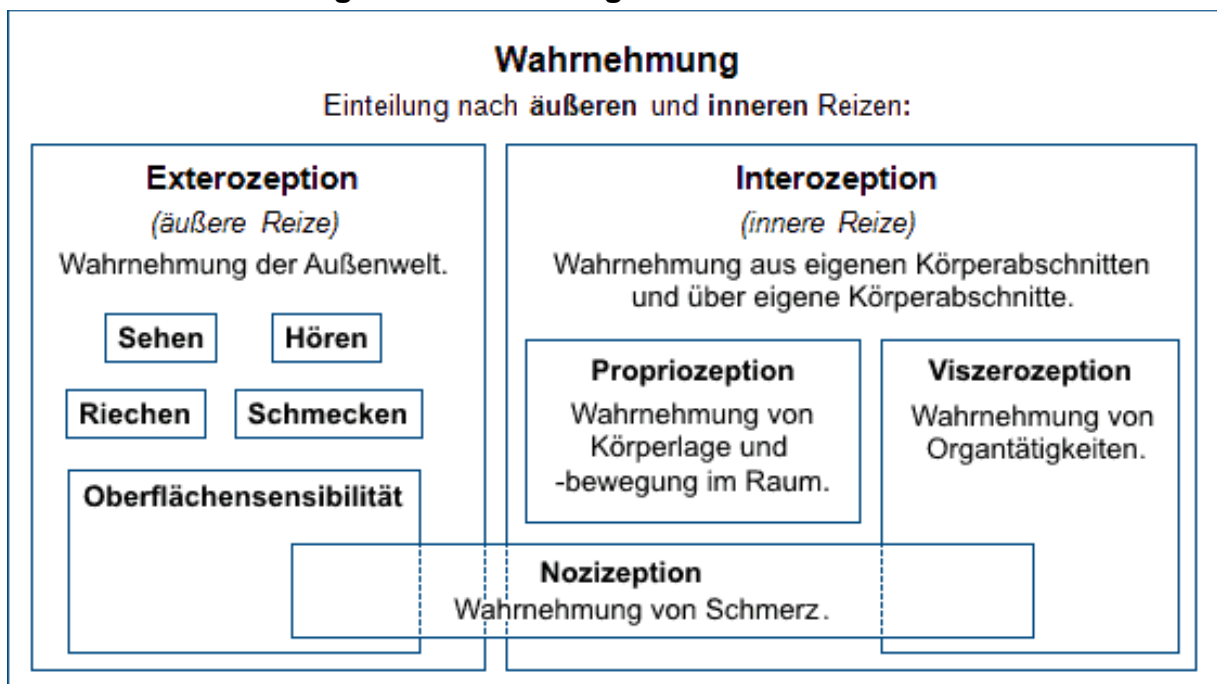 Wahrnehmung
Einteilung nach äußeren und inneren Reizen:
Exterozeption
(äußere Reize)
Wahrnehmung der Außenwelt.
Sehen
Hören
Riechen
Schmecken
Oberflächensensibilität
Interozeption
(innere Reize)
Wahrnehmung aus eigenen Körperabschnitten
und über eigene Körperabschnitte.
Propriozeption
Wahrnehmung von
Körperlage und
-bewegung im Raum.
Viszerozeption
Wahrnehmung von
Organtätigkeiten.
Nozizeption
Wahrnehmung von Schmerz.